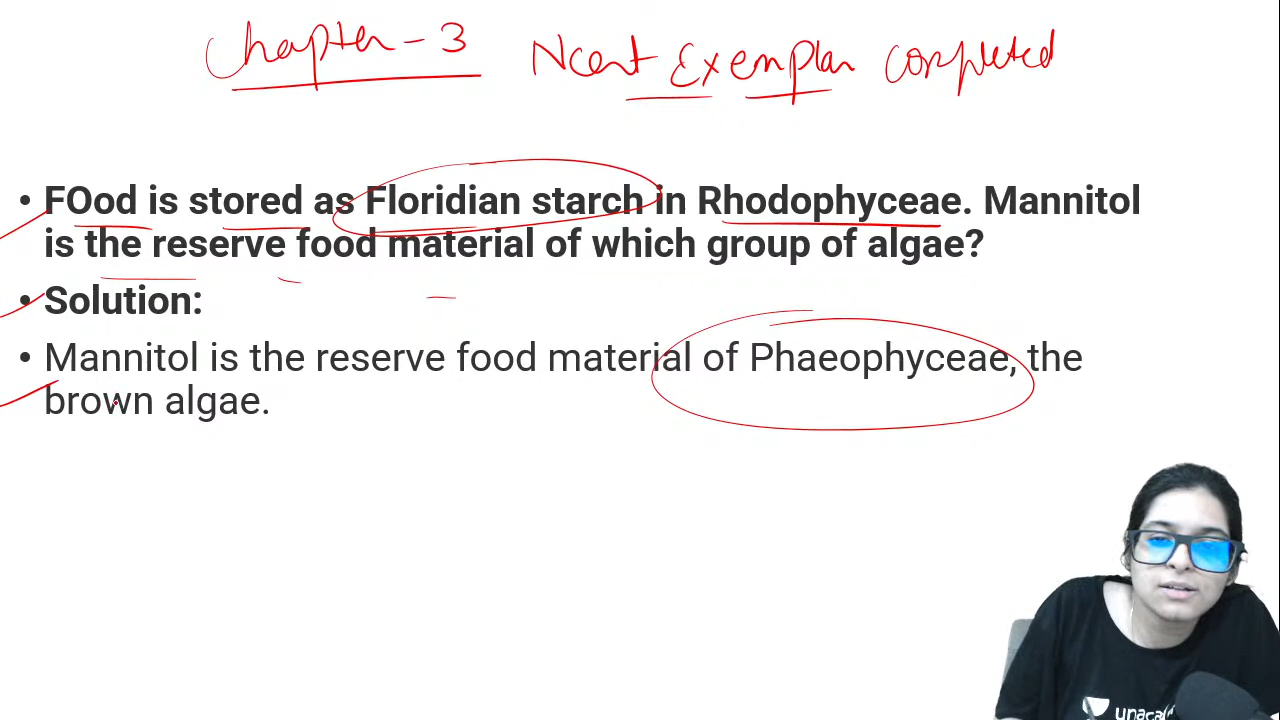 Chapter - 3 Ncert Exemplar completed
• FOod is stored as Floridian starch in Rhodophyceae. Mannitol
is the reserve food material of which group of algae?
• Solution:
• Mannitol is the reserve food material of Phaeophyceae, the
brown algae.